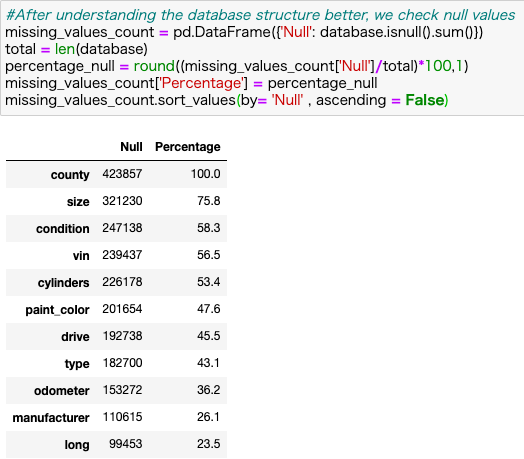 #After understanding the database structure better, we check null values
missing_values_count = pd.DataFrame({'Null': database.isnull().sum()})
total = len(database)
percentage_null = round((missing_values_count['Null']/total)*100,1)
missing_values_count['Percentage'] = percentage_null
missing_values_count.sort_values(by= 'Null' , ascending = False)
Null Percentage
county 423857 100.0
size 321230 75.8
condition 247138 58.3
vin 239437 56.5
cylinders 226178 53.4
paint_color 201654 47.6
drive 192738 45.5
type 182700 43.1
odometer 153272 36.2
manufacturer 110615 26.1
long 99453 23.5